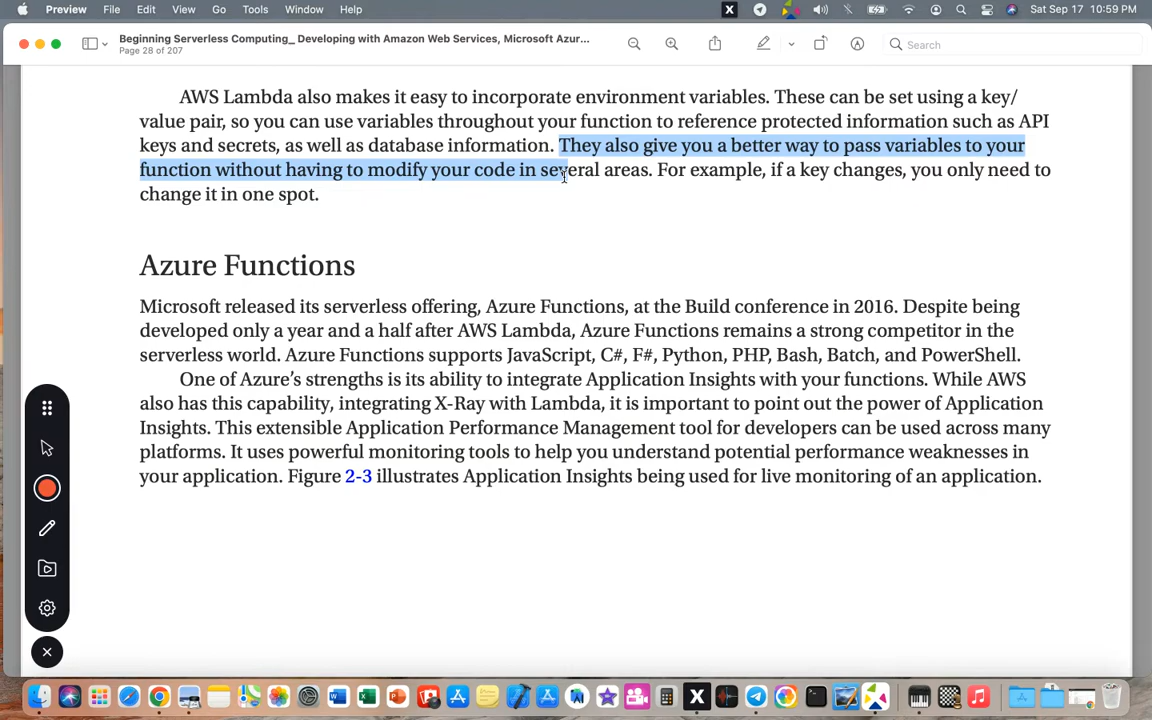 Preview File Edit View Go Tools Window Help X Sat Sep 17 10:59 PM
Beginning Serverless Computing_ Developing with Amazon Web Services, Microsoft Azur...
Page 28 of 207
Search
AWS Lambda also makes it easy to incorporate environment variables. These can be set using a key/
value pair, so you can use variables throughout your function to reference protected information such as API
keys and secrets, as well as database information. They also give you a better way to pass variables to your
function without having to modify your code in several areas. For example, if a key changes, you only need to
change it in one spot.
Azure Functions
Microsoft released its serverless offering, Azure Functions, at the Build conference in 2016. Despite being
developed only a year and a half after AWS Lambda, Azure Functions remains a strong competitor in the
serverless world. Azure Functions supports JavaScript, C#, F#, Python, PHP, Bash, Batch, and PowerShell.
One of Azure’s strengths is its ability to integrate Application Insights with your functions. While AWS
also has this capability, integrating X-Ray with Lambda, it is important to point out the power of Application
Insights. This extensible Application Performance Management tool for developers can be used across many
platforms. It uses powerful monitoring tools to help you understand potential performance weaknesses in
your application. Figure 2-3 illustrates Application Insights being used for live monitoring of an application.